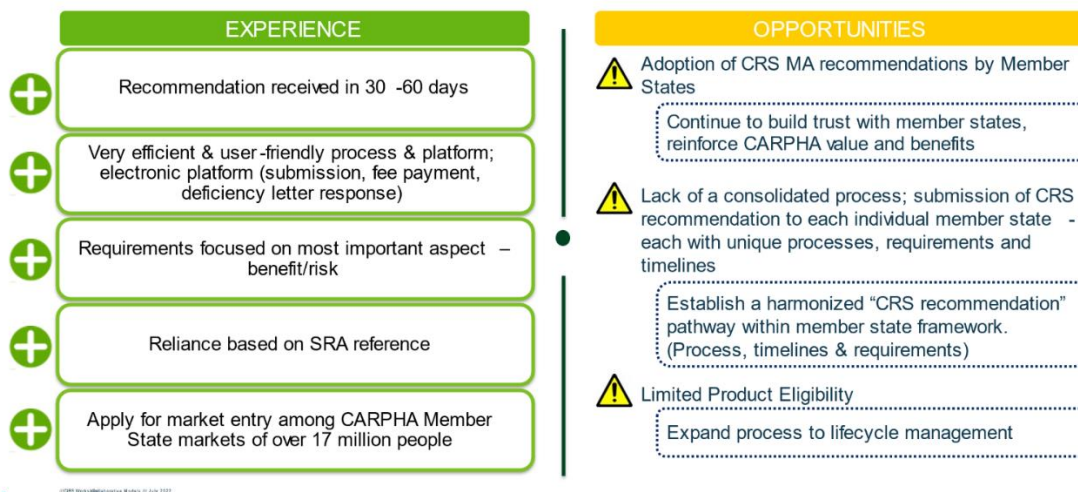 EXPERIENCE
Recommendation received in 30 -60 days
Very efficient & user-friendly process & platform;
electronic platform (submission, fee payment,
deficiency letter response)
Requirements focused on most important aspect –
benefit/risk
Reliance based on SRA reference
Apply for market entry among CARPHA Member
State markets of over 17 million people
OPPORTUNITIES
Adoption of CRS MA recommendations by Member
States
Continue to build trust with member states,
reinforce CARPHA value and benefits
Lack of a consolidated process; submission of CRS
recommendation to each individual member state -
each with unique processes, requirements and
timelines
Establish a harmonized “CRS recommendation”
pathway within member state framework.
(Process, timelines & requirements)
Limited Product Eligibility
Expand process to lifecycle management